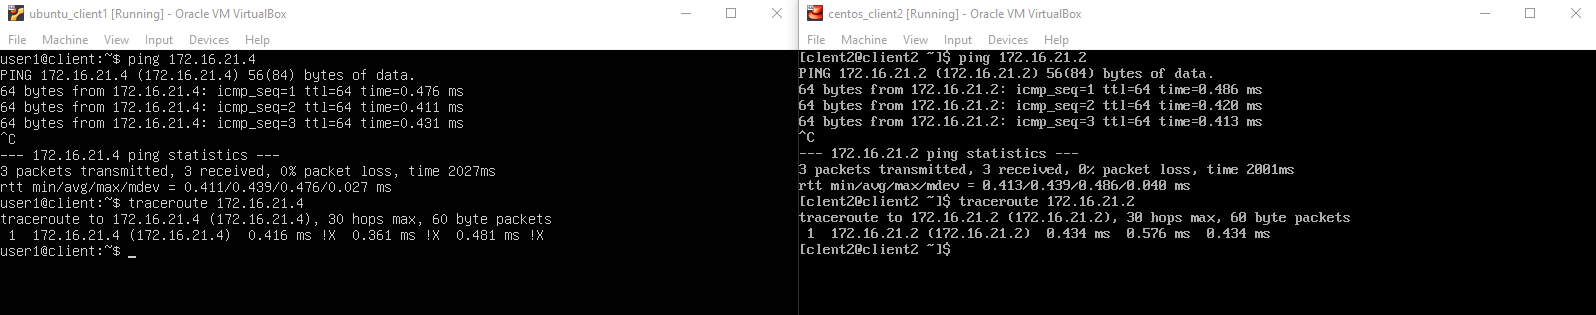 ubuntu_client1 [Running] - Oracle VM VirtualBox
File Machine View Input Devices Help
user1@client:~$ ping 172.16.21.4
PING 172.16.21.4 (172.16.21.4) 56(84) bytes of data.
64 bytes from 172.16.21.4: icmp_seq=1 ttl=64 time=0.476 ms
64 bytes from 172.16.21.4: icmp_seq=2 ttl=64 time=0.411 ms
64 bytes from 172.16.21.4: icmp_seq=3 ttl=64 time=0.431 ms
^C
--- 172.16.21.4 ping statistics ---
3 packets transmitted, 3 received, 0% packet loss, time 2027ms
rtt min/avg/max/mdev = 0.411/0.439/0.476/0.027 ms
user1@client:~$ traceroute 172.16.21.4
traceroute to 172.16.21.4 (172.16.21.4), 30 hops max, 60 byte packets
 1  172.16.21.4 (172.16.21.4)  0.416 ms !X  0.361 ms !X  0.481 ms !X
user1@client:~$ _
centos_client2 [Running] - Oracle VM VirtualBox
File Machine View Input Devices Help
[clent2@client2 ~]$ ping 172.16.21.2
PING 172.16.21.2 (172.16.21.2) 56(84) bytes of data.
64 bytes from 172.16.21.2: icmp_seq=1 ttl=64 time=0.486 ms
64 bytes from 172.16.21.2: icmp_seq=2 ttl=64 time=0.420 ms
64 bytes from 172.16.21.2: icmp_seq=3 ttl=64 time=0.413 ms
^C
--- 172.16.21.2 ping statistics ---
3 packets transmitted, 3 received, 0% packet loss, time 2001ms
rtt min/avg/max/mdev = 0.413/0.439/0.486/0.040 ms
[clent2@client2 ~]$ traceroute 172.16.21.2
traceroute to 172.16.21.2 (172.16.21.2), 30 hops max, 60 byte packets
 1  172.16.21.2 (172.16.21.2)  0.434 ms  0.576 ms  0.434 ms
[clent2@client2 ~]$